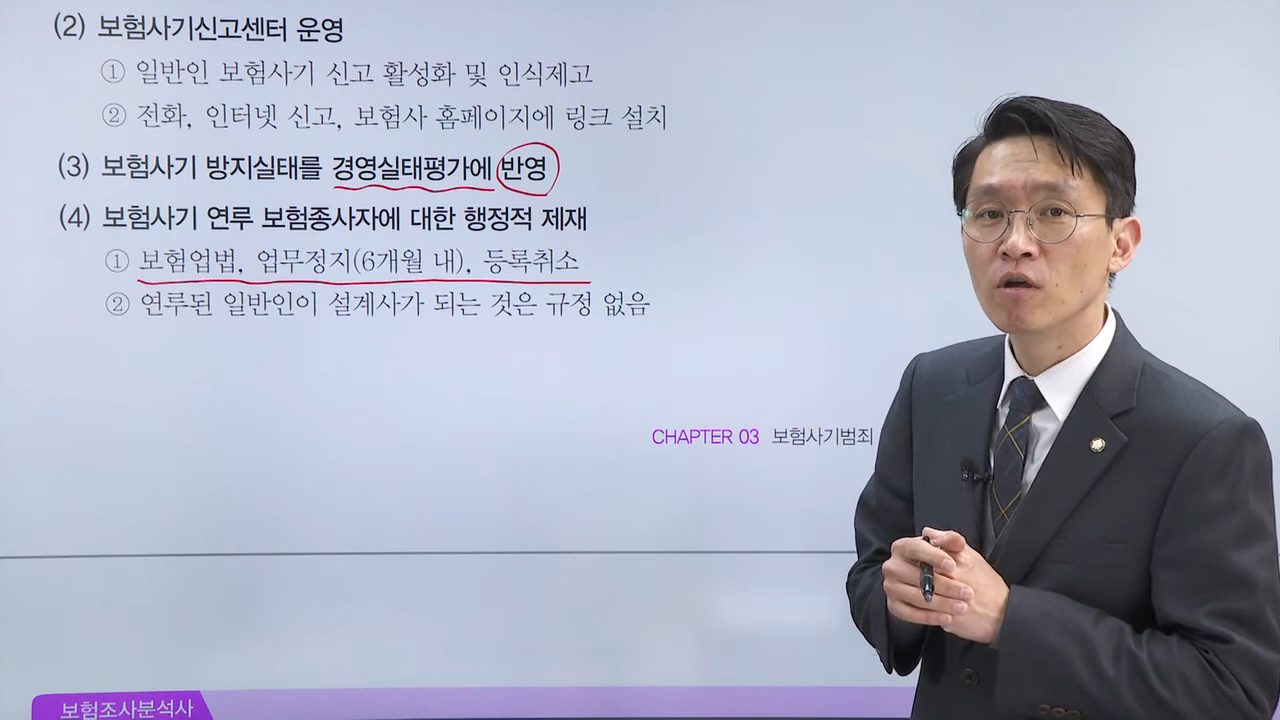 (2) 보험사기신고센터 운영
① 일반인 보험사기 신고 활성화 및 인식제고
② 전화, 인터넷 신고, 보험사 홈페이지에 링크 설치
(3) 보험사기 방지실태를 경영실태평가에 반영
(4) 보험사기 연루 보험종사자에 대한 행정적 제재
① 보험업법, 업무정지(6개월 내), 등록취소
② 연루된 일반인이 설계사가 되는 것은 규정 없음
CHAPTER 03 보험사기범죄
보험조사분석사